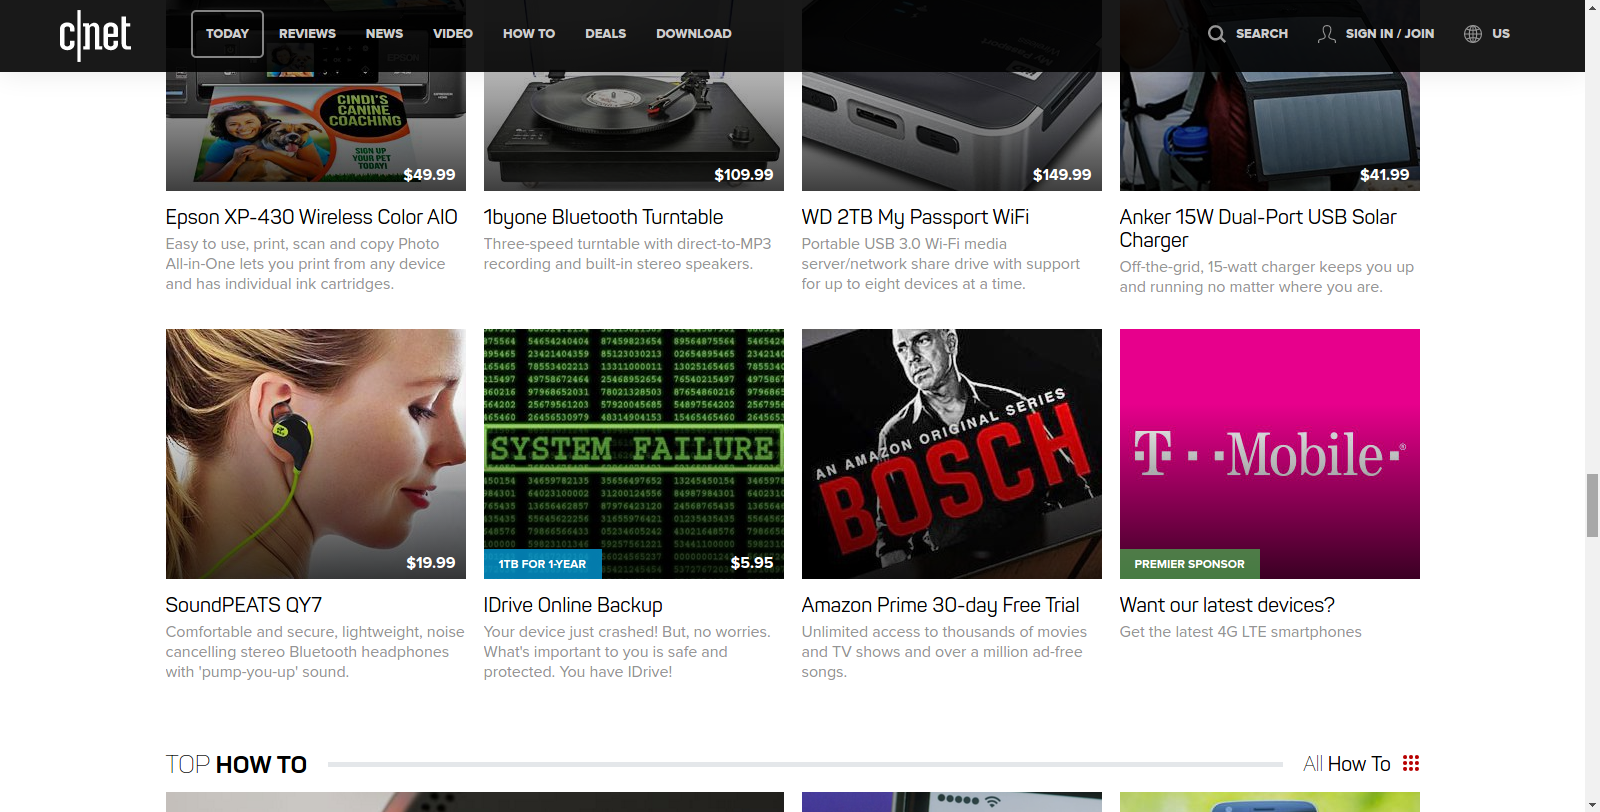 c|net
TODAY
REVIEWS
NEWS
VIDEO
HOW TO
DEALS
DOWNLOAD
SEARCH
SIGN IN / JOIN
US
CINDI'S
CANINE
COACHING
SIGN UP
YOUR PET
TODAY!
$49.99
$109.99
My Passport
$149.99
$41.99
Epson XP-430 Wireless Color AIO
Easy to use, print, scan and copy Photo
All-in-One lets you print from any device
and has individual ink cartridges.
1byone Bluetooth Turntable
Three-speed turntable with direct-to-MP3
recording and built-in stereo speakers.
WD 2TB My Passport WiFi
Portable USB 3.0 Wi-Fi media
server/network share drive with support
for up to eight devices at a time.
Anker 15W Dual-Port USB Solar
Charger
Off-the-grid, 15-watt charger keeps you up
and running no matter where you are.
$19.99
SYSTEM FAILURE
1TB FOR 1-YEAR
$5.95
AN AMAZON ORIGINAL SERIES
BOSCH
T··Mobile·®
PREMIER SPONSOR
SoundPEATS QY7
Comfortable and secure, lightweight, noise
cancelling stereo Bluetooth headphones
with 'pump-you-up' sound.
IDrive Online Backup
Your device just crashed! But, no worries.
What's important to you is safe and
protected. You have IDrive!
Amazon Prime 30-day Free Trial
Unlimited access to thousands of movies
and TV shows and over a million ad-free
songs.
Want our latest devices?
Get the latest 4G LTE smartphones
TOP HOW TO
All How To